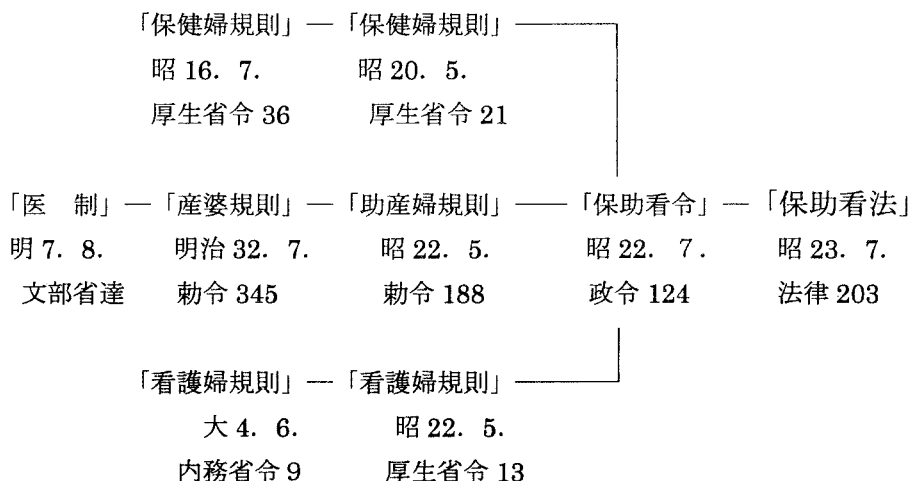 「保健婦規則」―「保健婦規則」
昭 16. 7. 昭 20. 5.
厚生省令 36 厚生省令 21
「医 制」―「産婆規則」―「助産婦規則」―「保助看令」―「保助看法」
明 7. 8. 明治 32. 7. 昭 22. 5. 昭 22. 7. 昭 23. 7.
文部省達 勅令 345 勅令 188 政令 124 法律 203
「看護婦規則」―「看護婦規則」
大 4. 6. 昭 22. 5.
内務省令 9 厚生省令 13